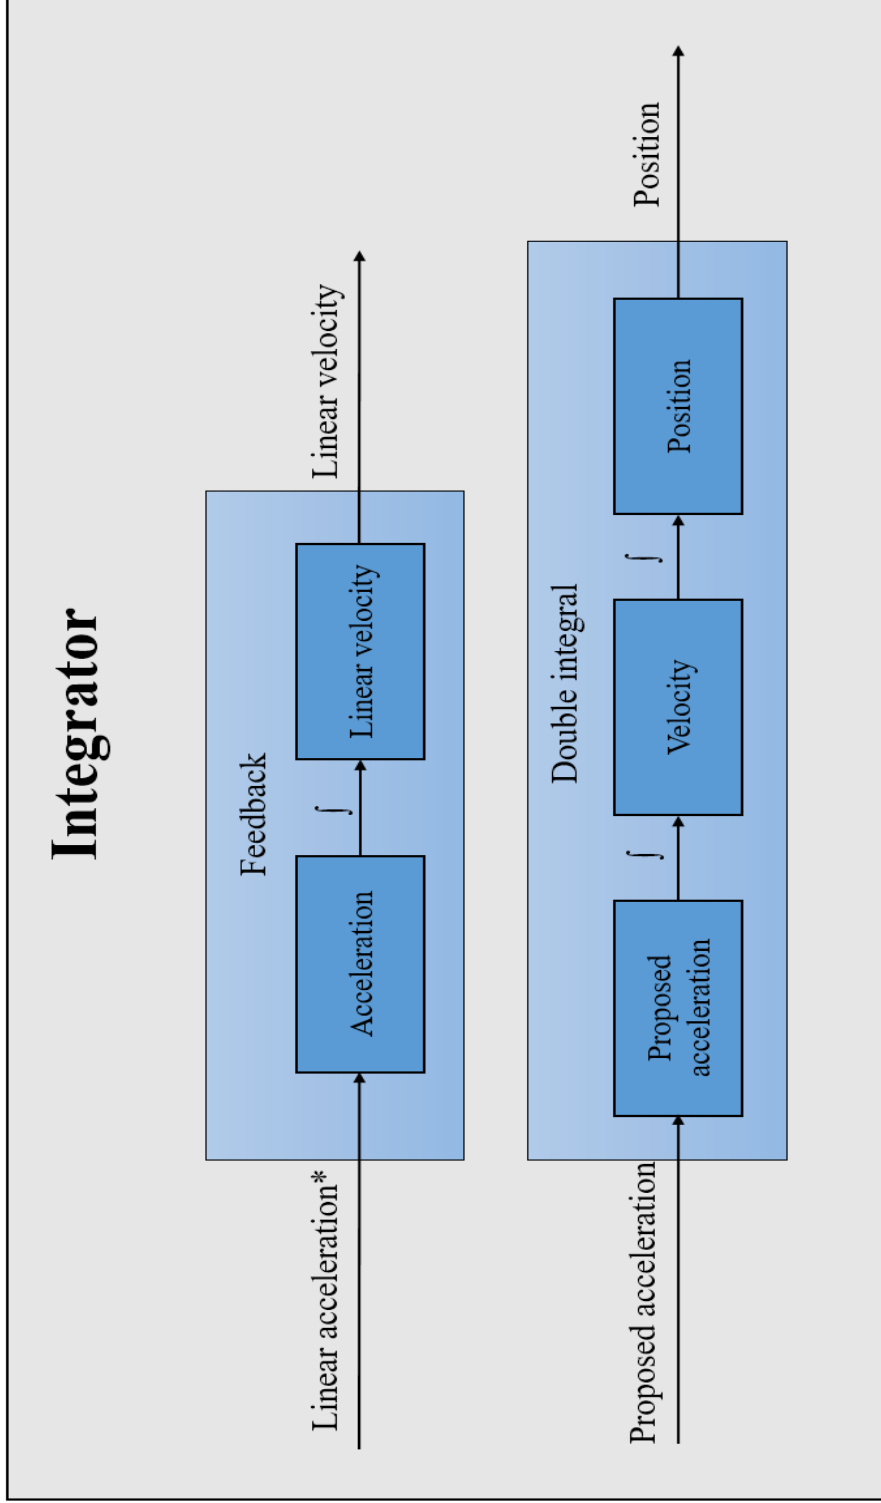 Integrator
Feedback
Linear acceleration*
Acceleration
∫
Linear velocity
Linear velocity
Double integral
Proposed acceleration
Proposed
acceleration
∫
Velocity
∫
Position
Position